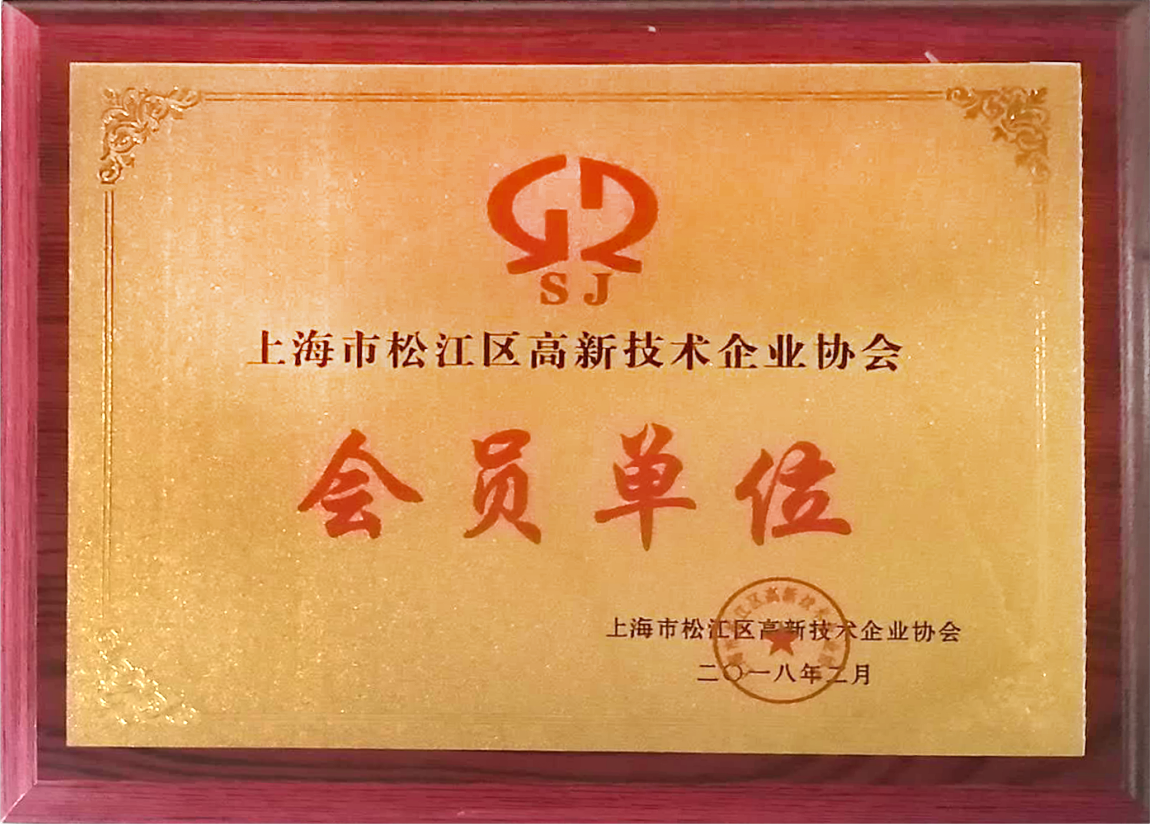 SJ
上海市松江区高新技术企业协会
会员单位
上海市松江区高新技术企业协会
二〇一八年二月